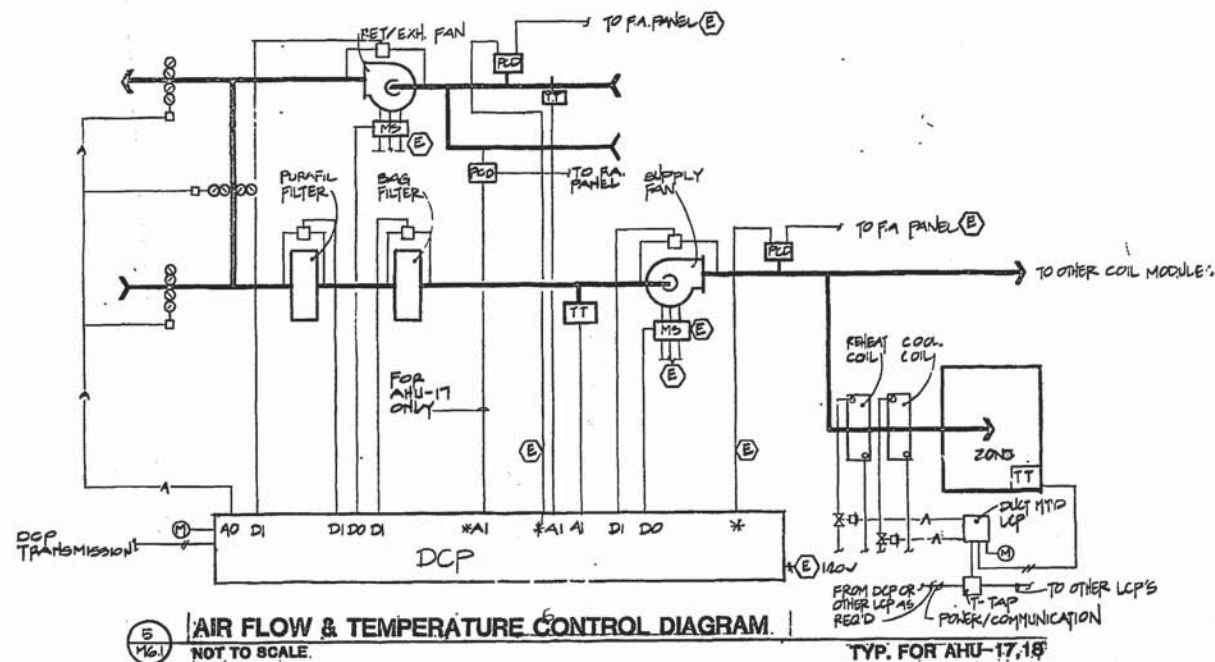 RET/EXH. FAN
TO F.A. PANEL E
PCD
TT
MS
E
PURAFIL
FILTER
BAG
FILTER
PCD
TO F.A.
PANEL
SUPPLY
FAN
TO F.A PANEL E
PCD
TO OTHER COIL MODULES
TT
MS
E
E
FOR
AHU-17
ONLY
REHEAT
COIL
COOL.
COIL
ZONE
TT
E
E
A
A
A
A
A
M
AO DI DI DO DI *AI * AI AI DI DO *
DCP
TRANSMISSION
DCP
* E 120V
DUCT MT'D
LCP
M
FROM DCP OR
OTHER LCP AS
REQ'D
T-TAP
POWER/COMMUNICATION
TO OTHER LCP'S
5
M6.1
AIR FLOW & TEMPERATURE CONTROL DIAGRAM
NOT TO SCALE.
TYP. FOR AHU-17,18